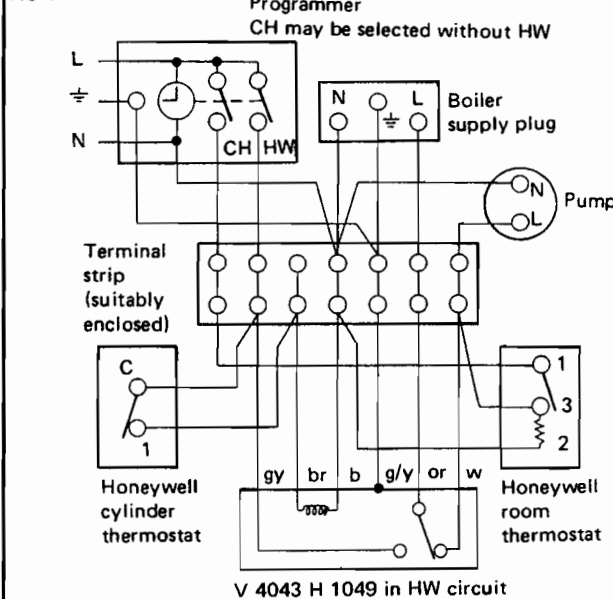 Programmer
CH may be selected without HW
L
N
CH HW
N
L
Boiler
supply plug
N
L
Pump
Terminal
strip
(suitably
enclosed)
C
1
1
3
2
gy br b g/y or w
Honeywell
cylinder
thermostat
Honeywell
room
thermostat
V 4043 H 1049 in HW circuit